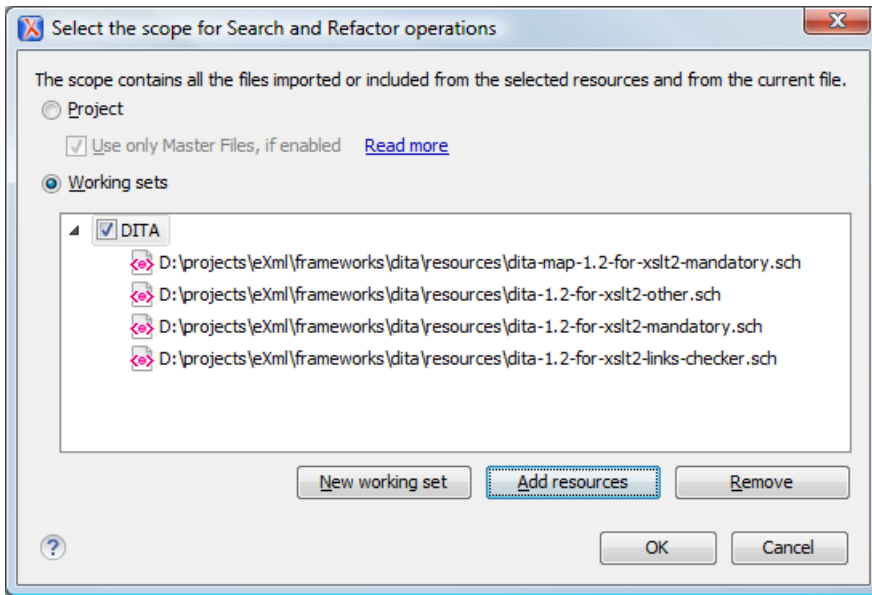 Select the scope for Search and Refactor operations
The scope contains all the files imported or included from the selected resources and from the current file.
Project
Use only Master Files, if enabled Read more
Working sets
DITA
D:\projects\eXml\frameworks\dita\resources\dita-map-1.2-for-xslt2-mandatory.sch
D:\projects\eXml\frameworks\dita\resources\dita-1.2-for-xslt2-other.sch
D:\projects\eXml\frameworks\dita\resources\dita-1.2-for-xslt2-mandatory.sch
D:\projects\eXml\frameworks\dita\resources\dita-1.2-for-xslt2-links-checker.sch
New working set Add resources Remove
? OK Cancel